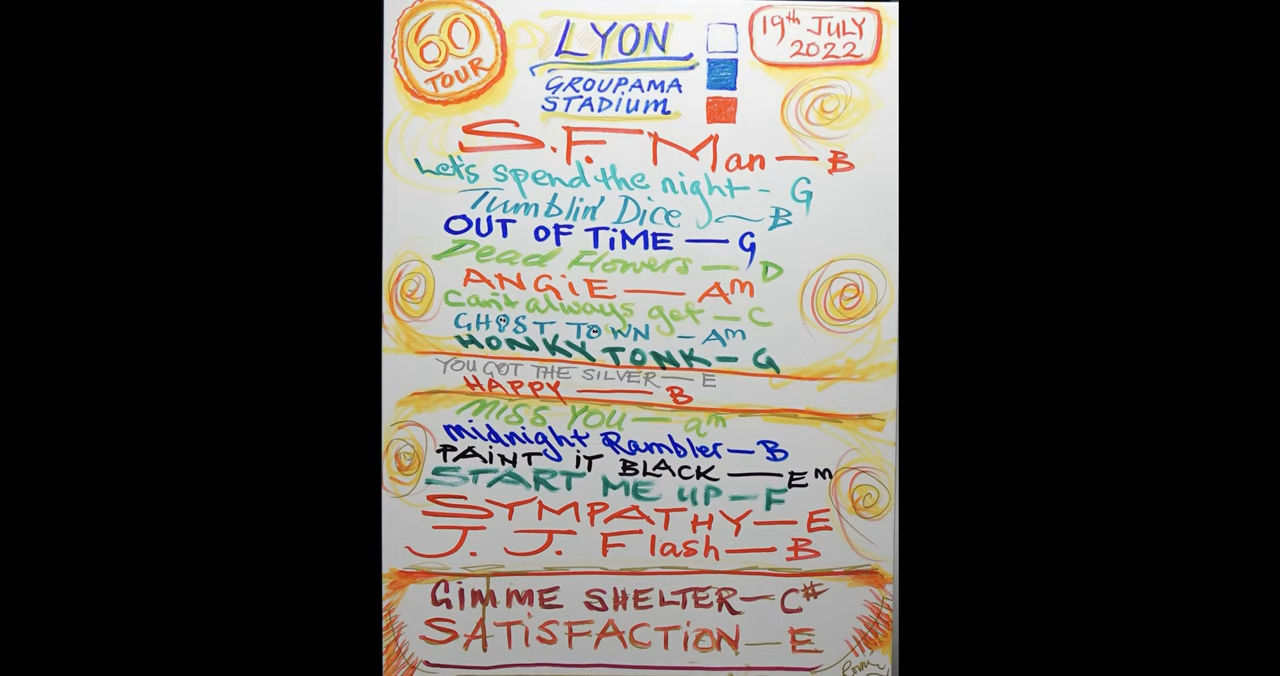 60
TOUR
LYON
GROUPAMA
STADIUM
19th JULY
2022
S.F. Man — B
Let's spend the night - G
Tumblin' Dice — B
OUT OF TiME — G
Dead Flowers — D
ANGiE — Am
Can't always get — C
GHOST TOWN - Am
HONKY TONK - G
YOU GOT THE SILVER — E
HAPPY — B
MISS YOU — am
midnight Rambler — B
PAINT iT BLACK — Em
START ME UP - F
SYMPATHY — E
J. J. Flash — B
GiMME SHELTER — C#
SATiSFACTiON — E